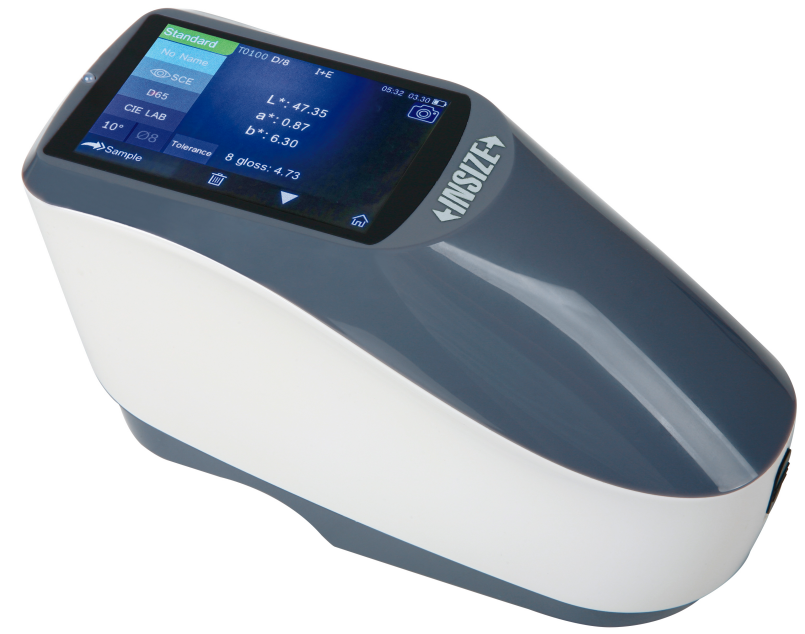 Standard T0100 D/8 I+E 05:32 03.30
No Name
SCE
D65
CIE LAB
10° Ø8 Tolerance
Sample
L*: 47.35
a*: 0.87
b*: 6.30
8 gloss: 4.73
INSIZE